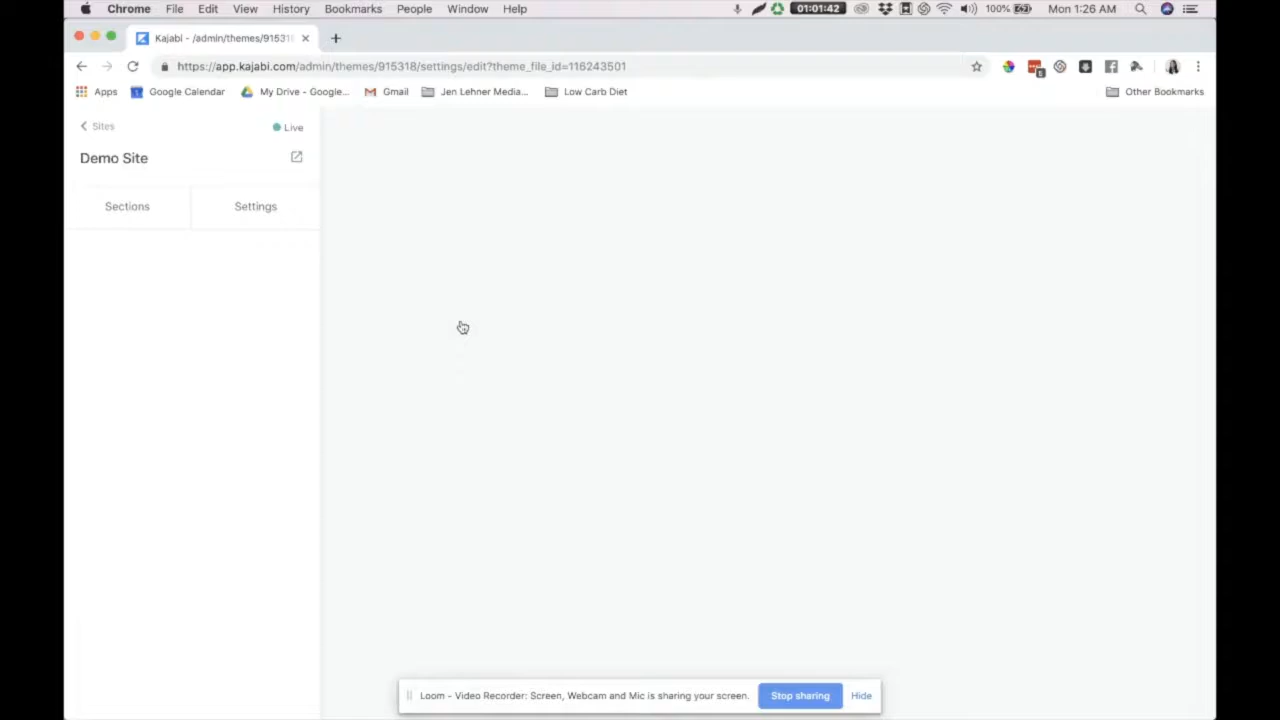 Chrome File Edit View History Bookmarks People Window Help 01:01:42 100% Mon 1:26 AM
Kajabi - /admin/themes/91531
https://app.kajabi.com/admin/themes/915318/settings/edit?theme_file_id=116243501
Apps Google Calendar My Drive - Google... Gmail Jen Lehner Media... Low Carb Diet Other Bookmarks
Sites Live
Demo Site
Sections Settings
Loom - Video Recorder: Screen, Webcam and Mic is sharing your screen. Stop sharing Hide